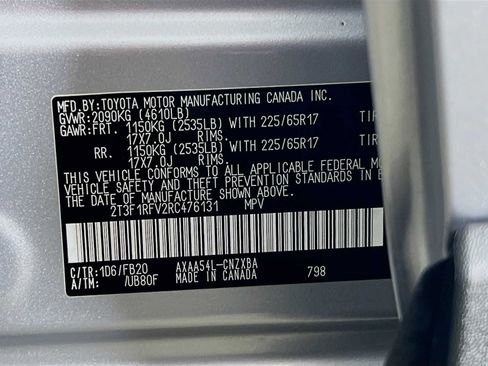 MFD.BY:TOYOTA MOTOR MANUFACTURING CANADA INC.
GVWR:2090KG (4610LB)
GAWR:FRT. 1150KG (2535LB) WITH 225/65R17 TIR
17X7.0J RIMS,
RR. 1150KG (2535LB) WITH 225/65R17 TIR
17X7.0J RIMS,
THIS VEHICLE CONFORMS TO ALL APPLICABLE FEDERAL MO
VEHICLE SAFETY AND THEFT PREVENTION STANDARDS IN E
THE DATE OF MANUFACTURE SHOWN ABOVE.
2T3F1RFV2RC476131 MPV
C/TR:1D6/FB20 AXAA54L-CNZXBA
A/TM: /UB80F MADE IN CANADA 798